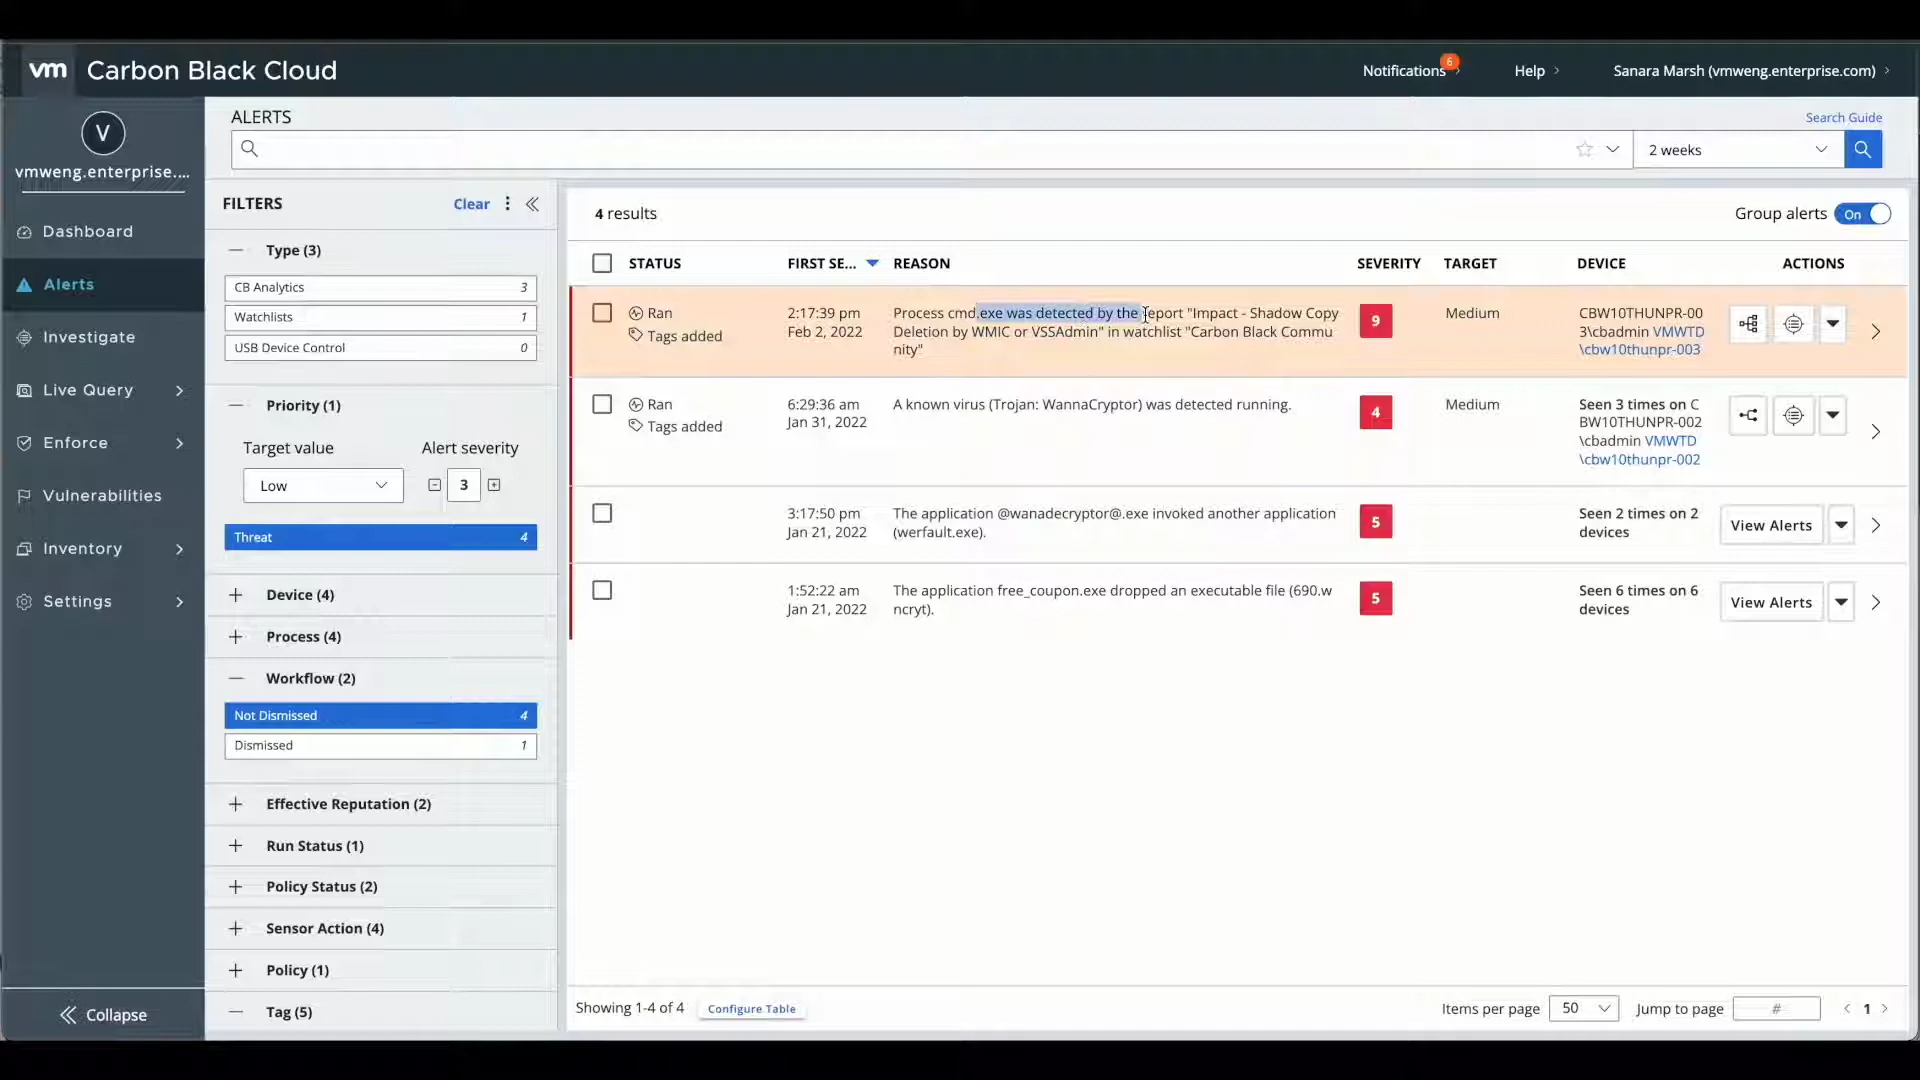 vm Carbon Black Cloud
Notifications 6
Help
Sanara Marsh (vmweng.enterprise.com)
V
vmweng.enterprise....
Dashboard
Alerts
Investigate
Live Query
Enforce
Vulnerabilities
Inventory
Settings
Collapse
ALERTS
Search Guide
2 weeks
FILTERS
Clear
Type (3)
CB Analytics 3
Watchlists 1
USB Device Control 0
Priority (1)
Target value Alert severity
Low 3
Threat 4
Device (4)
Process (4)
Workflow (2)
Not Dismissed 4
Dismissed 1
Effective Reputation (2)
Run Status (1)
Policy Status (2)
Sensor Action (4)
Policy (1)
Tag (5)
4 results
Group alerts On
STATUS FIRST SE... REASON SEVERITY TARGET DEVICE ACTIONS
Ran
Tags added
2:17:39 pm
Feb 2, 2022
Process cmd.exe was detected by the report "Impact - Shadow Copy
Deletion by WMIC or VSSAdmin" in watchlist "Carbon Black Commu
nity"
9
Medium
CBW10THUNPR-00
3\cbadmin VMWTD
\cbw10thunpr-003
Ran
Tags added
6:29:36 am
Jan 31, 2022
A known virus (Trojan: WannaCryptor) was detected running.
4
Medium
Seen 3 times on C
BW10THUNPR-002
\cbadmin VMWTD
\cbw10thunpr-002
3:17:50 pm
Jan 21, 2022
The application @wanadecryptor@.exe invoked another application
(werfault.exe).
5
Seen 2 times on 2
devices
View Alerts
1:52:22 am
Jan 21, 2022
The application free_coupon.exe dropped an executable file (690.w
ncryt).
5
Seen 6 times on 6
devices
View Alerts
Showing 1-4 of 4
Configure Table
Items per page 50
Jump to page #
1